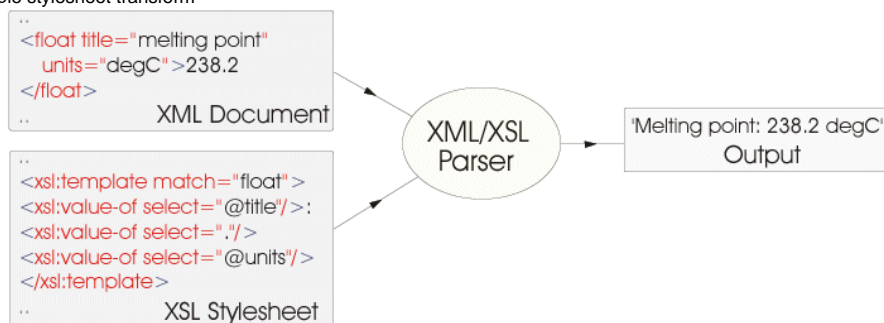 stylesheet transform
..
<float title="melting point"
units="degC">238.2
</float>
..
XML Document
..
<xsl:template match="float">
<xsl:value-of select="@title"/>:
<xsl:value-of select="."/>
<xsl:value-of select="@units"/>
</xsl:template>
..
XSL Stylesheet
XML/XSL
Parser
'Melting point: 238.2 degC'
Output